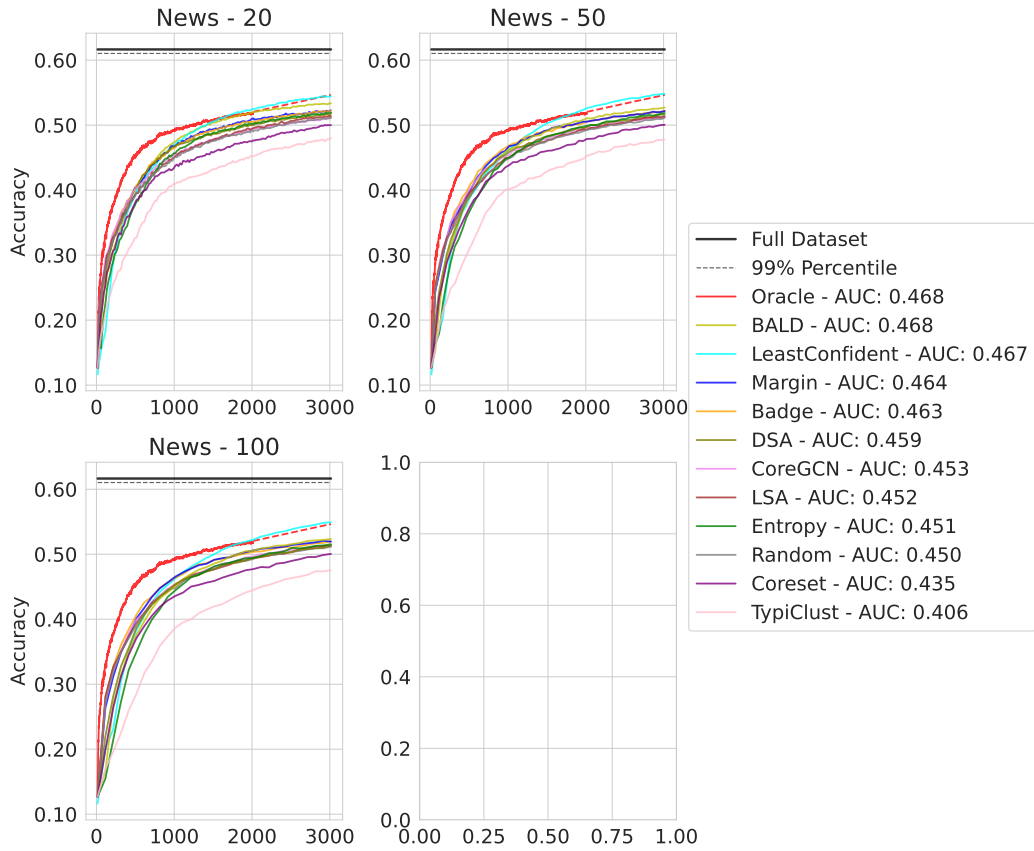 News - 20
News - 50
0.60
0.50
0.40
0.30
0.20
0.10
Accuracy
0 1000 2000 3000
0.60
0.50
0.40
0.30
0.20
0.10
0 1000 2000 3000
News - 100
0.60
0.50
0.40
0.30
0.20
0.10
Accuracy
0 1000 2000 3000
1.0
0.8
0.6
0.4
0.2
0.0
0.00 0.25 0.50 0.75 1.00
Full Dataset
99% Percentile
Oracle - AUC: 0.468
BALD - AUC: 0.468
LeastConfident - AUC: 0.467
Margin - AUC: 0.464
Badge - AUC: 0.463
DSA - AUC: 0.459
CoreGCN - AUC: 0.453
LSA - AUC: 0.452
Entropy - AUC: 0.451
Random - AUC: 0.450
Coreset - AUC: 0.435
TypiClust - AUC: 0.406